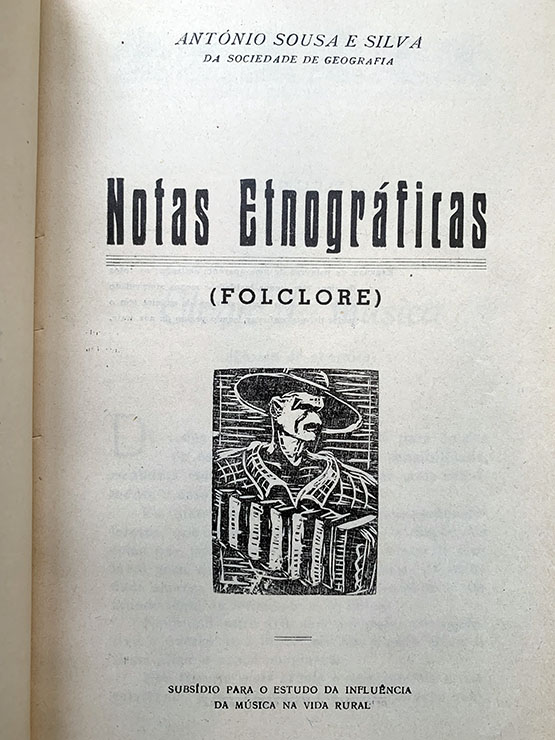 ANTÓNIO SOUSA E SILVA
DA SOCIEDADE DE GEOGRAFIA
Notas Etnográficas
(FOLCLORE)
SUBSÍDIO PARA O ESTUDO DA INFLUÊNCIA
DA MÚSICA NA VIDA RURAL